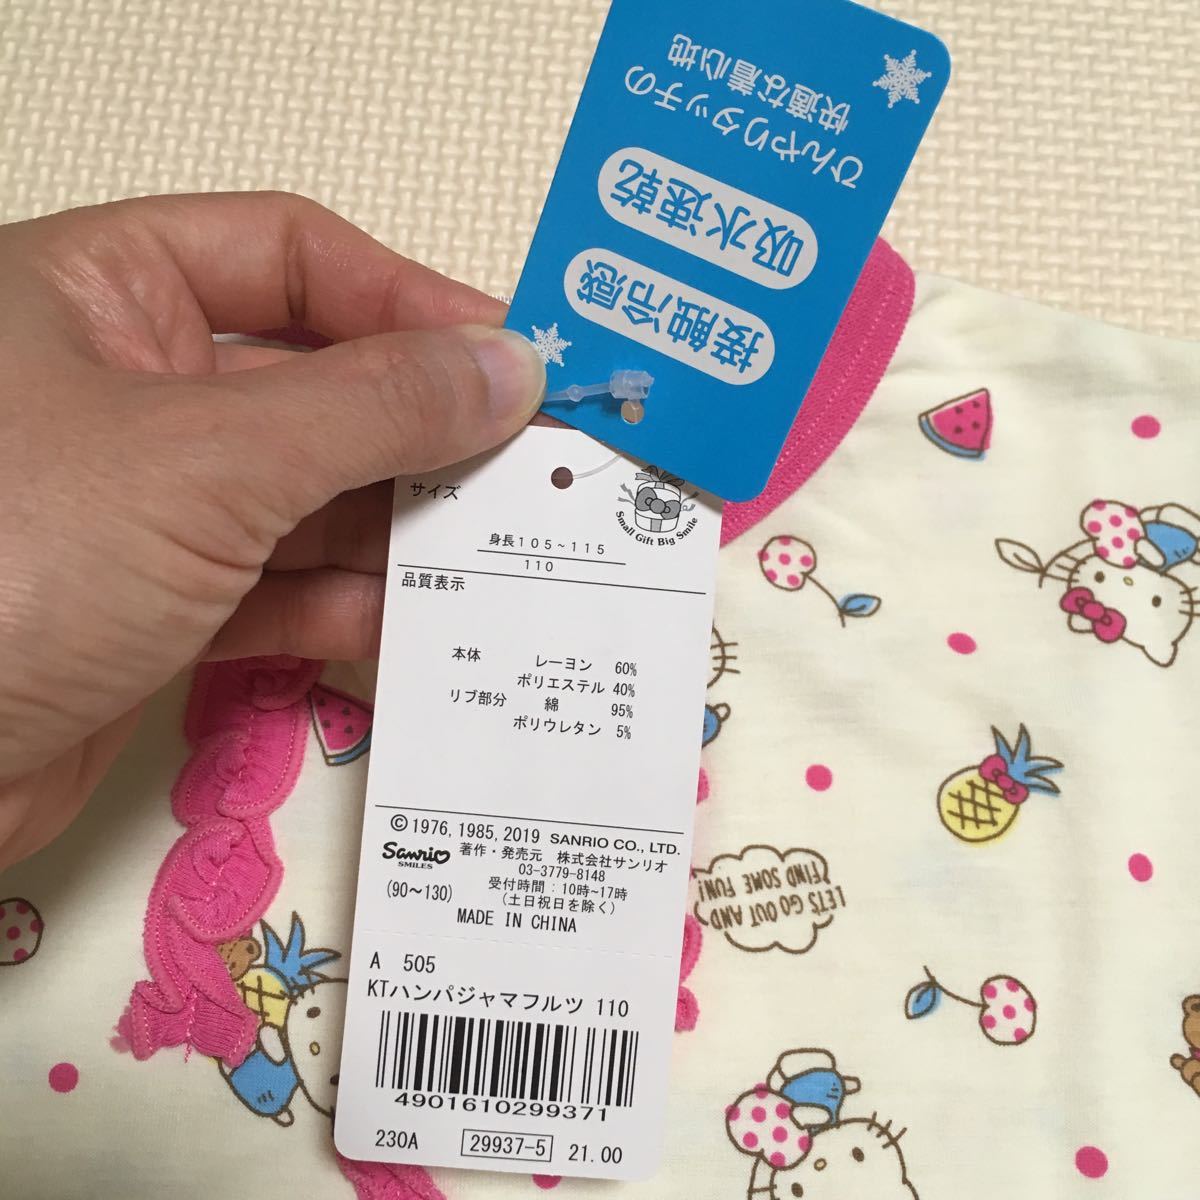 接触冷感
吸水速乾
ひんやりタッチの
快適な着心地
サイズ
Small Gift Big Smile
身長105~115
110
品質表示
本体 レーヨン 60%
ポリエステル 40%
リブ部分 綿 95%
ポリウレタン 5%
© 1976, 1985, 2019 SANRIO CO., LTD.
Sanrio
SMILES
著作・発売元 株式会社サンリオ
03-3779-8148
(90~130)
受付時間:10時~17時
(土日祝日を除く)
MADE IN CHINA
A 505
KTハンパジャマフルツ 110
4901610299371
230A 29937-5 21.00
LET'S GO OUT AND
FIND SOME FUN!